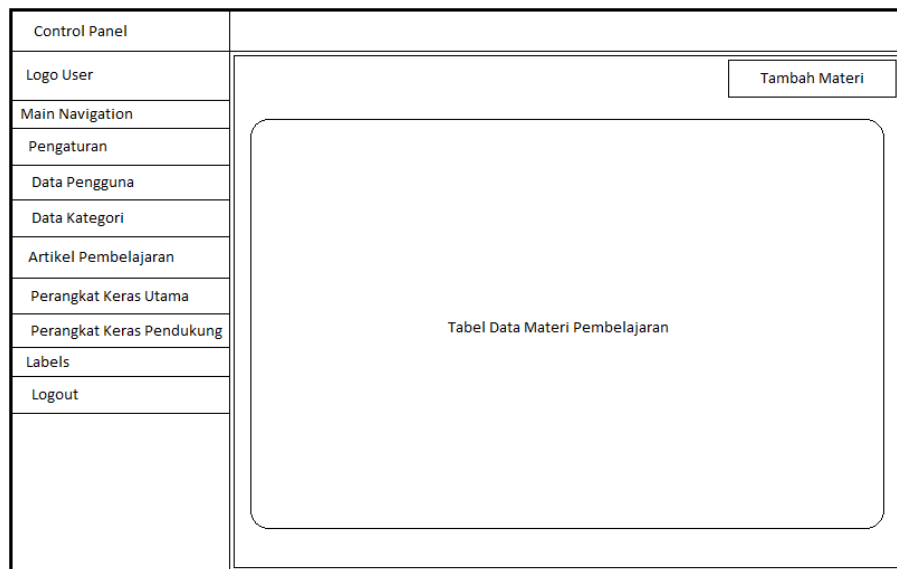 Control Panel
Logo User
Tambah Materi
Main Navigation
Pengaturan
Data Pengguna
Data Kategori
Artikel Pembelajaran
Perangkat Keras Utama
Perangkat Keras Pendukung
Tabel Data Materi Pembelajaran
Labels
Logout